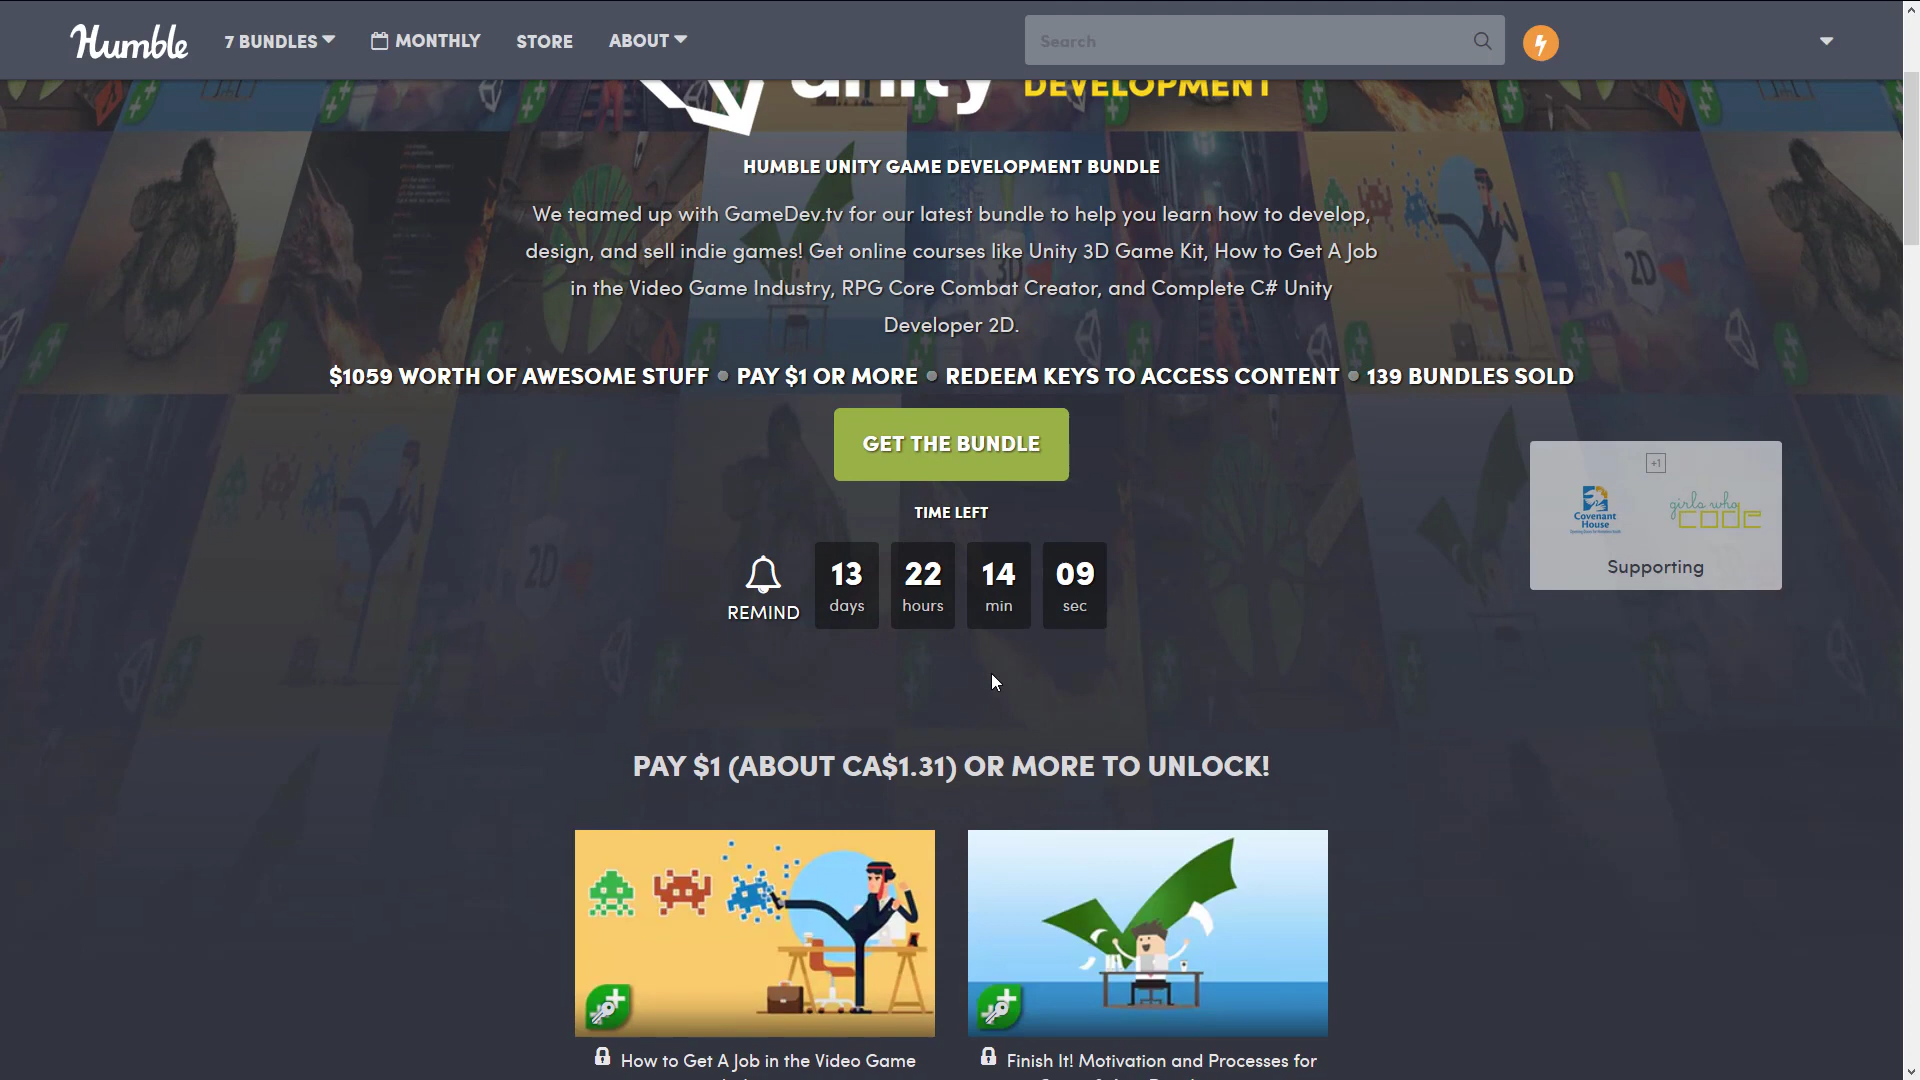 Humble
7 BUNDLES
MONTHLY
STORE
ABOUT
Search
unity
DEVELOPMENT
HUMBLE UNITY GAME DEVELOPMENT BUNDLE
We teamed up with GameDev.tv for our latest bundle to help you learn how to develop,
design, and sell indie games! Get online courses like Unity 3D Game Kit, How to Get A Job
in the Video Game Industry, RPG Core Combat Creator, and Complete C# Unity
Developer 2D.
$1059 WORTH OF AWESOME STUFF • PAY $1 OR MORE • REDEEM KEYS TO ACCESS CONTENT • 139 BUNDLES SOLD
GET THE BUNDLE
TIME LEFT
REMIND
13 days
22 hours
14 min
09 sec
+1
Covenant House
girls who code
Supporting
PAY $1 (ABOUT CA$1.31) OR MORE TO UNLOCK!
How to Get A Job in the Video Game
Finish It! Motivation and Processes for